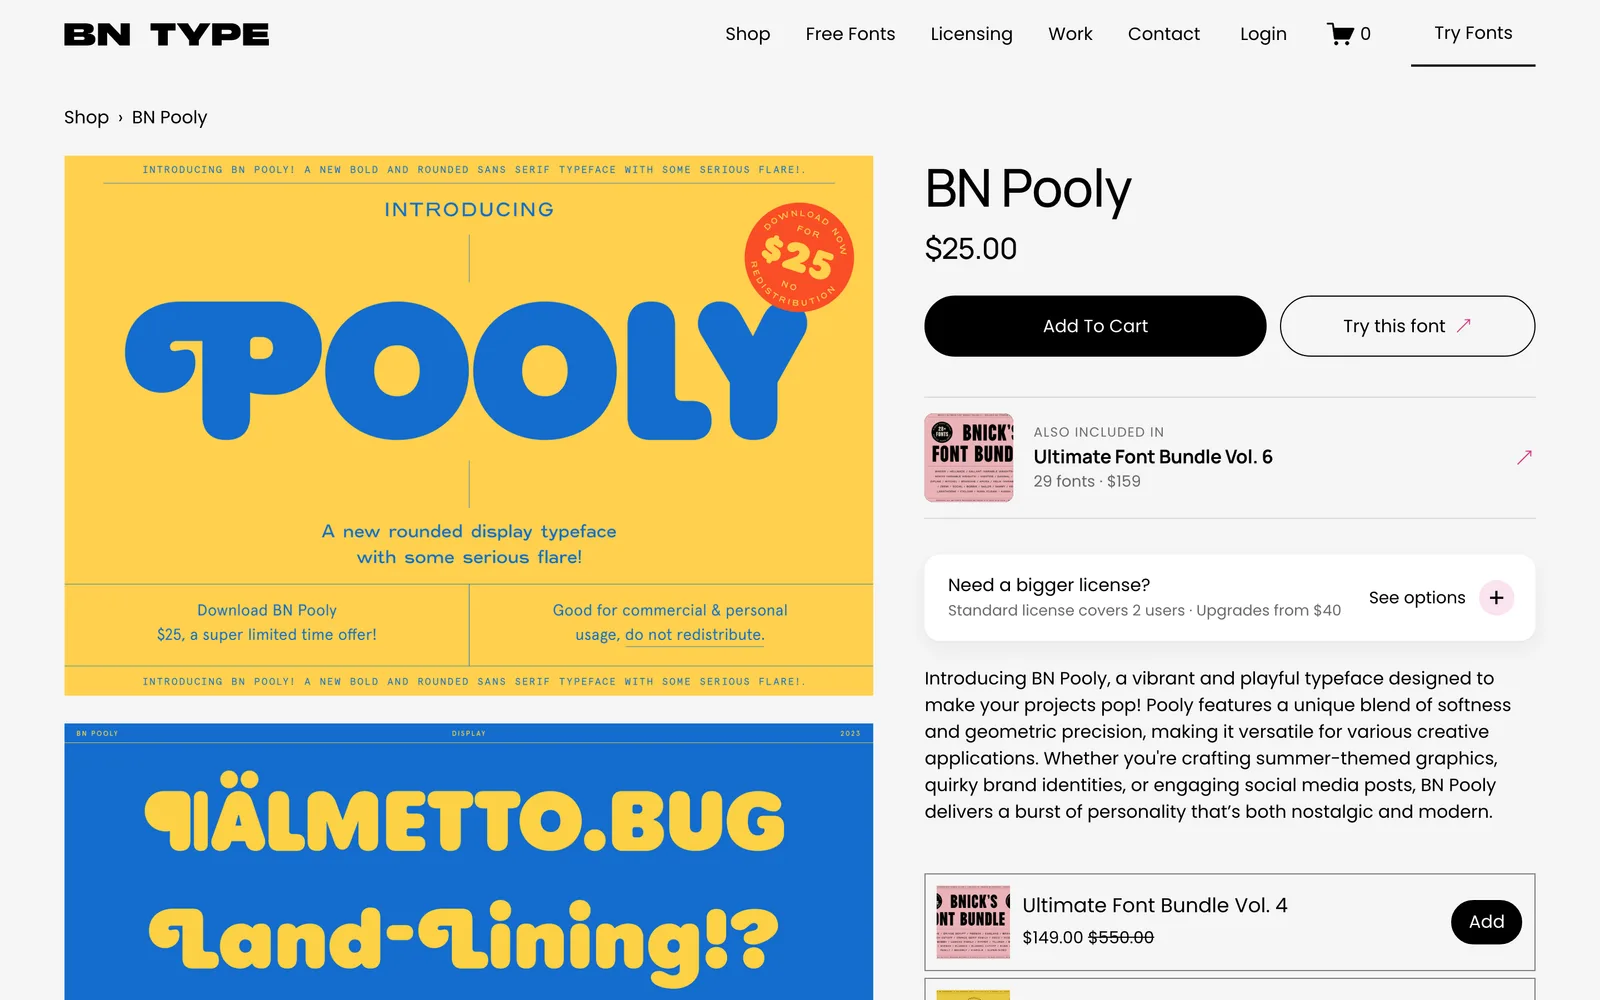 BN TYPE
Shop
Free Fonts
Licensing
Work
Contact
Login
0
Try Fonts
Shop › BN Pooly
INTRODUCING BN POOLY! A NEW BOLD AND ROUNDED SANS SERIF TYPEFACE WITH SOME SERIOUS FLARE!.
INTRODUCING
DOWNLOAD NOW
FOR
$25
NO
REDISTRIBUTION
POOLY
A new rounded display typeface
with some serious flare!
Download BN Pooly
$25, a super limited time offer!
Good for commercial & personal
usage, do not redistribute.
INTRODUCING BN POOLY! A NEW BOLD AND ROUNDED SANS SERIF TYPEFACE WITH SOME SERIOUS FLARE!.
BN POOLY
DISPLAY
2023
¶ÄLMETTO.BUG
Land-Lining!?
BN Pooly
$25.00
Add To Cart
Try this font
BNICK'S
FONT BUND
ALSO INCLUDED IN
Ultimate Font Bundle Vol. 6
29 fonts · $159
Need a bigger license?
Standard license covers 2 users · Upgrades from $40
See options
Introducing BN Pooly, a vibrant and playful typeface designed to
make your projects pop! Pooly features a unique blend of softness
and geometric precision, making it versatile for various creative
applications. Whether you're crafting summer-themed graphics,
quirky brand identities, or engaging social media posts, BN Pooly
delivers a burst of personality that’s both nostalgic and modern.
BNICK'S
ONT BUNDLE
Ultimate Font Bundle Vol. 4
$149.00 $550.00
Add